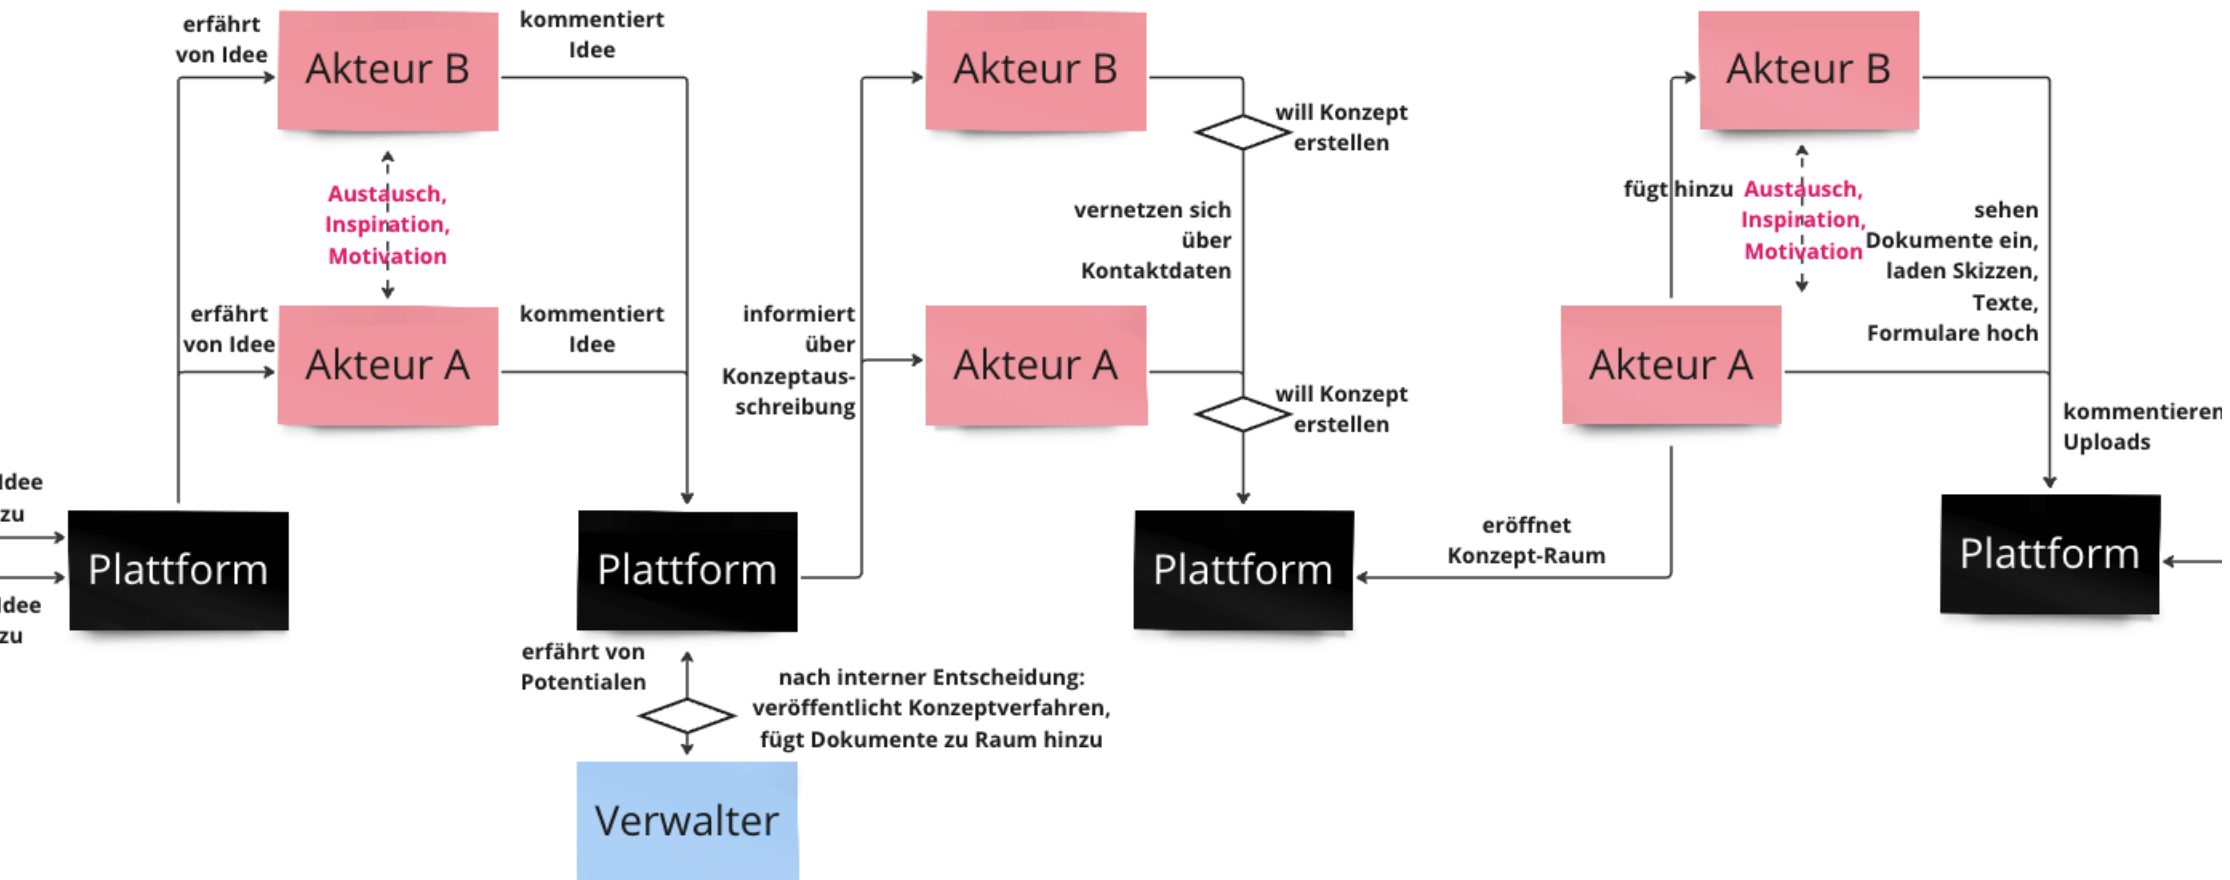 erfährt
von Idee
Akteur B
kommentiert
Idee
Austausch,
Inspiration,
Motivation
erfährt
von Idee
Akteur A
kommentiert
Idee
Idee
zu
Idee
zu
Plattform
Plattform
erfährt von
Potentialen
nach interner Entscheidung:
veröffentlicht Konzeptverfahren,
fügt Dokumente zu Raum hinzu
Verwalter
informiert
über
Konzeptaus-
schreibung
Akteur B
will Konzept
erstellen
vernetzen sich
über
Kontaktdaten
Akteur A
will Konzept
erstellen
Plattform
eröffnet
Konzept-Raum
Akteur B
fügt hinzu
Austausch,
Inspiration,
Motivation
sehen
Dokumente ein,
laden Skizzen,
Texte,
Formulare hoch
Akteur A
kommentieren
Uploads
Plattform